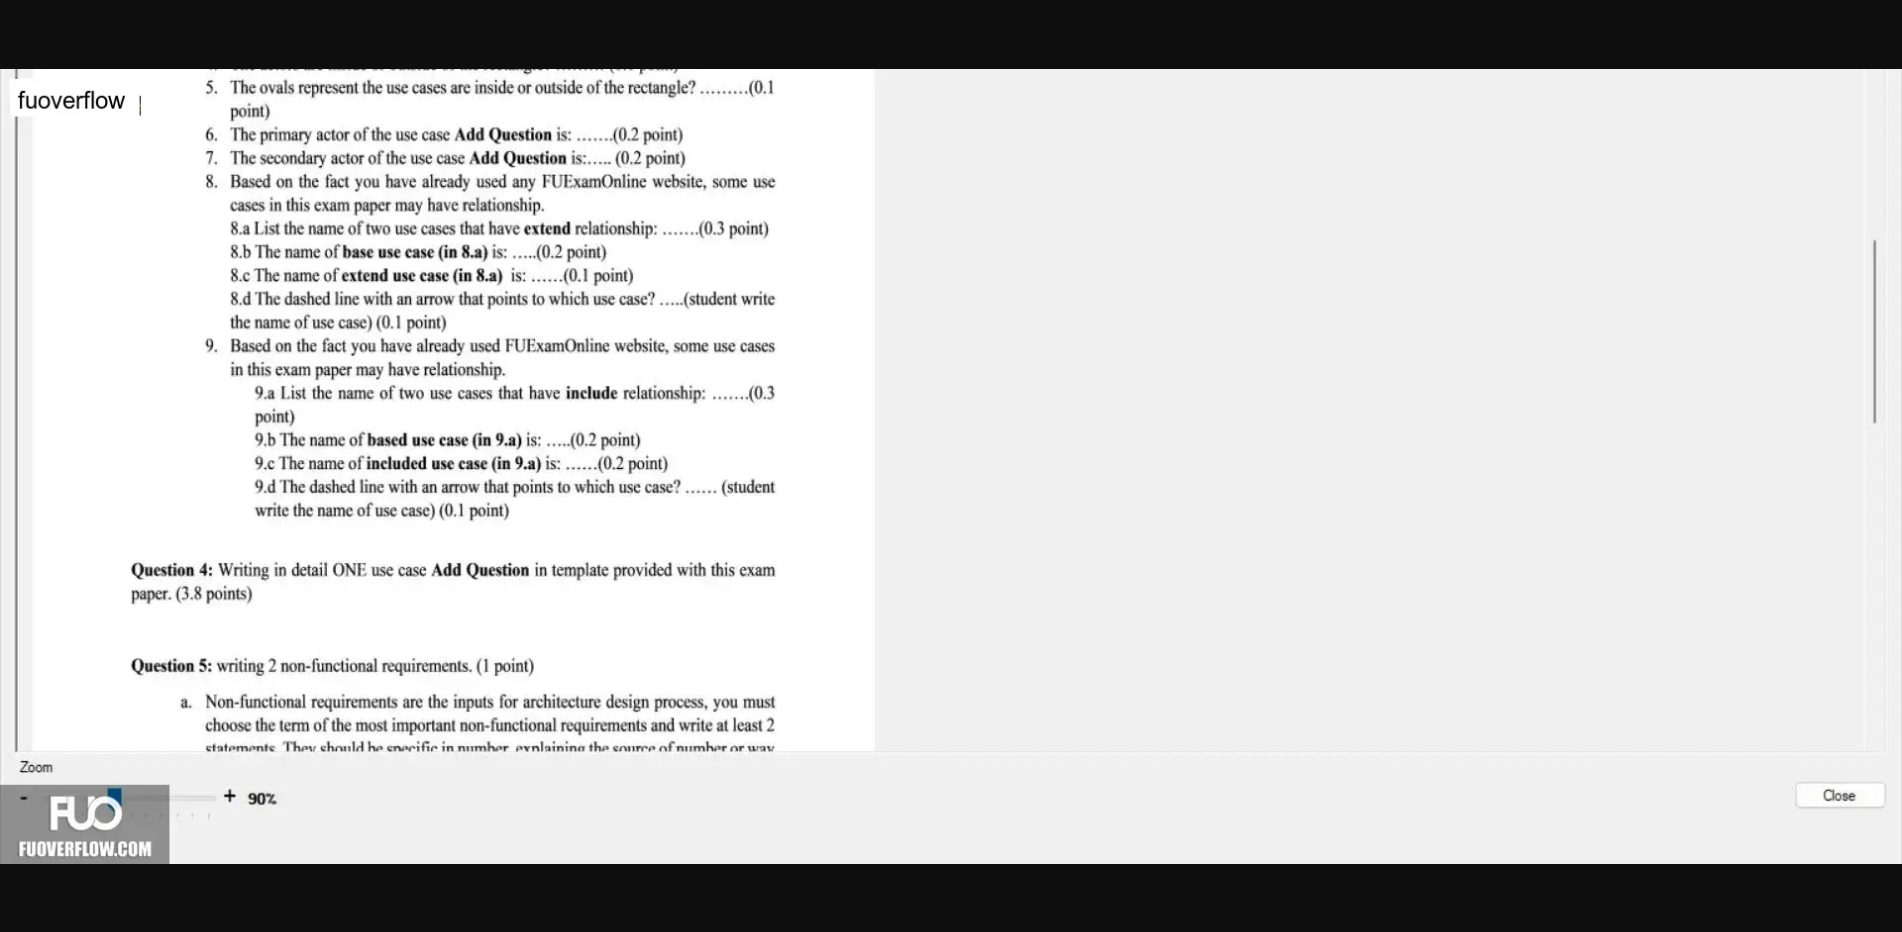 fuoverflow
5. The ovals represent the use cases are inside or outside of the rectangle? .........(0.1
point)
6. The primary actor of the use case Add Question is: .......(0.2 point)
7. The secondary actor of the use case Add Question is:..... (0.2 point)
8. Based on the fact you have already used any FUExamOnline website, some use
cases in this exam paper may have relationship.
8.a List the name of two use cases that have extend relationship: .......(0.3 point)
8.b The name of base use case (in 8.a) is: .....(0.2 point)
8.c The name of extend use case (in 8.a) is: ......(0.1 point)
8.d The dashed line with an arrow that points to which use case? .....(student write
the name of use case) (0.1 point)
9. Based on the fact you have already used FUExamOnline website, some use cases
in this exam paper may have relationship.
9.a List the name of two use cases that have include relationship: .......(0.3
point)
9.b The name of based use case (in 9.a) is: .....(0.2 point)
9.c The name of included use case (in 9.a) is: ......(0.2 point)
9.d The dashed line with an arrow that points to which use case? ...... (student
write the name of use case) (0.1 point)
Question 4: Writing in detail ONE use case Add Question in template provided with this exam
paper. (3.8 points)
Question 5: writing 2 non-functional requirements. (1 point)
a. Non-functional requirements are the inputs for architecture design process, you must
choose the term of the most important non-functional requirements and write at least 2
statements. They should be specific in number, explaining the source of number or way
Zoom
- + 90%
Close
FUO
FUOVERFLOW.COM